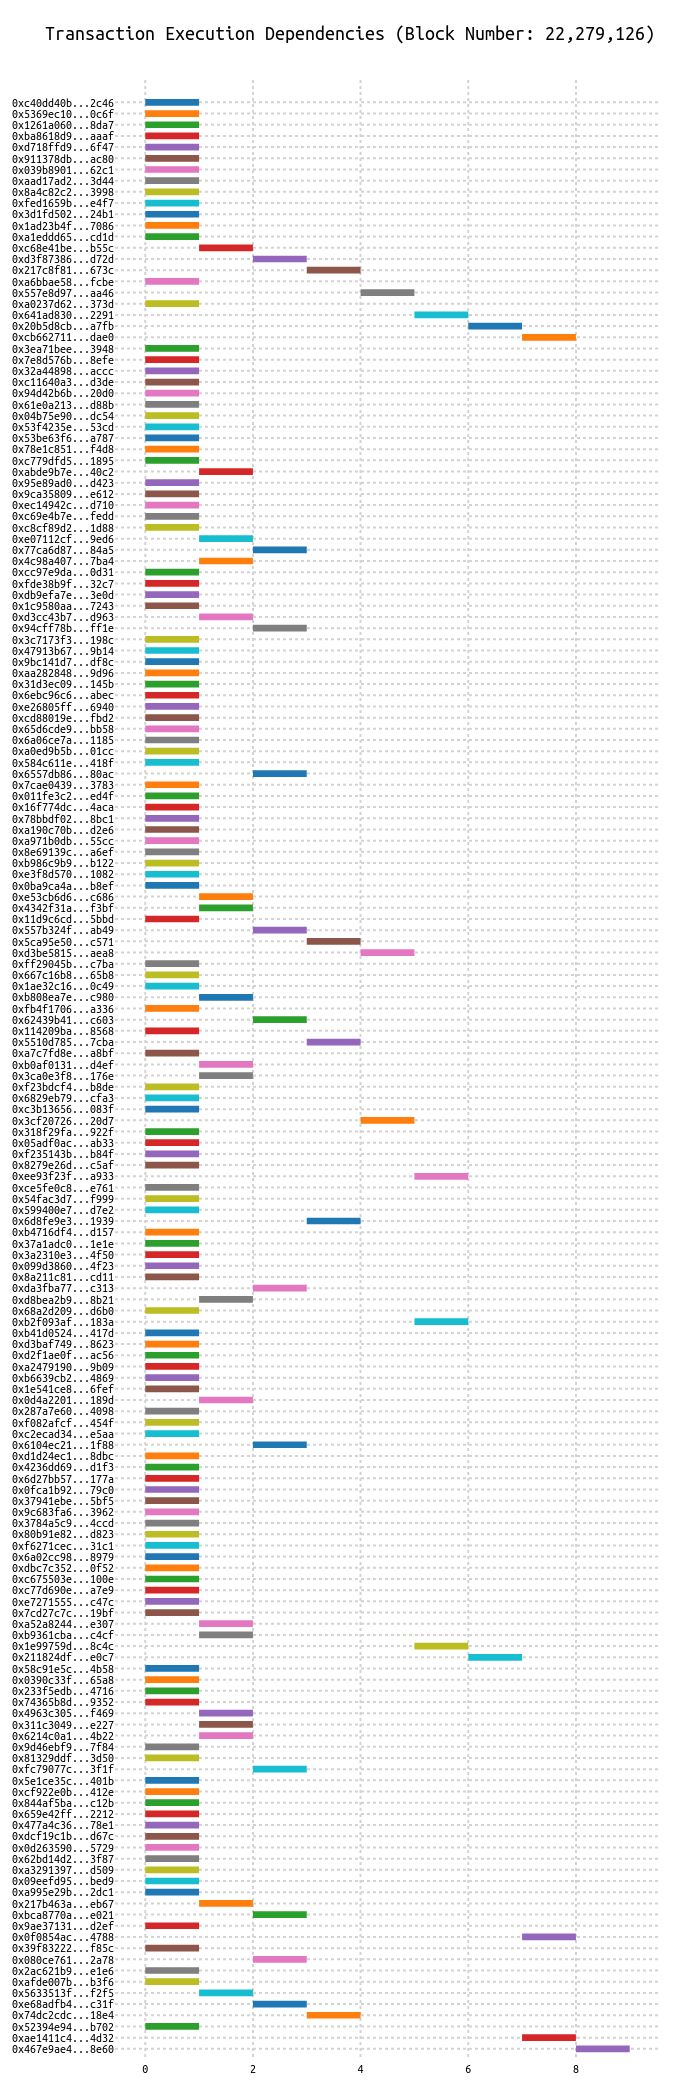 Transaction Execution Dependencies (Block Number: 22,279,126)
0xc40dd40b...2c46
0x5369ec10...0c6f
0x1261a060...8da7
0xba8618d9...aaaf
0xd718ffd9...6f47
0x911378db...ac80
0x039b8901...62c1
0xaad17ad2...3d44
0x8a4c82c2...3998
0xfed1659b...e4f7
0x3d1fd502...24b1
0x1ad23b4f...7086
0xa1eddd65...cd1d
0xc68e41be...b55c
0xd3f87386...d72d
0x217c8f81...673c
0xa6bbae58...fcbe
0x557e8d97...aa46
0xa0237d62...373d
0x641ad830...2291
0x20b5d8cb...a7fb
0xcb662711...dae0
0x3ea71bee...3948
0x7e8d576b...8efe
0x32a44898...accc
0xc11640a3...d3de
0x94d42b6b...20d0
0x61e0a213...d88b
0x04b75e90...dc54
0x53f4235e...53cd
0x53be63f6...a787
0x78e1c851...f4d8
0xc779dfd5...1895
0xabde9b7e...40c2
0x95e89ad0...d423
0x9ca35809...e612
0xec14942c...d710
0xc69e4b7e...fedd
0xc8cf89d2...1d88
0xe07112cf...9ed6
0x77ca6d87...84a5
0x4c98a407...7ba4
0xcc97e9da...0d31
0xfde38b9f...32c7
0xdb9efa7e...3e0d
0x1c9580aa...7243
0xd3cc43b7...d963
0x94cff78b...ff1e
0x3c7173f3...198c
0x47913b67...9b14
0x9bc141d7...df8c
0xaa282848...9d96
0x31d3ec09...145b
0x6ebc96c6...abec
0xe26805ff...6940
0xcd88019e...fbd2
0x65d6cde9...bb58
0x6a06ce7a...1185
0xa0ed9b5b...01cc
0x584c611e...418f
0x6557db86...80ac
0x7cae0439...3783
0x011fe3c2...ed4f
0x16f774dc...4aca
0x78bbdf02...8bc1
0xa190c70b...d2e6
0xa971b0db...55cc
0x8e69139c...a6ef
0xb986c9b9...b122
0xe3f8d570...1082
0x0ba9ca4a...b8ef
0xe53cb6d6...c686
0x4342f31a...f3bf
0x11d9c6cd...5bbd
0x557b324f...ab49
0x5ca95e50...c571
0xd3be5815...aea8
0xff29045b...c7ba
0x667c16b8...65b8
0x1ae32c16...0c49
0xb808ea7e...c980
0xfb4f1706...a336
0x62439b41...c603
0x114209ba...8568
0x5510d785...7cba
0xa7c7fd8e...a8bf
0xb0af0131...d4ef
0x3ca0e3f8...176e
0xf23bdcf4...b8de
0x6829eb79...cfa3
0xc3b13656...083f
0x3cf20726...20d7
0x318f29fa...922f
0x05adf0ac...ab33
0xf235143b...b84f
0x8279e26d...c5af
0xee93f23f...a933
0xce5fe0c8...e761
0x54fac3d7...f999
0x599400e7...d7e2
0x6d8fe9e3...1939
0xb4716df4...d157
0x37a1adc0...1e1e
0x3a2310e3...4f50
0x099d3860...4f23
0x8a211c81...cd11
0xda3fba77...c313
0xd8bea2b9...8b21
0x68a2d209...d6b0
0xb2f093af...183a
0xb41d0524...417d
0xd3baf749...8623
0xd2f1ae0f...ac56
0xa2479190...9b09
0xb6639cb2...4869
0x1e541ce8...6fef
0x0d4a2201...189d
0x287a7e60...4098
0xf082afcf...454f
0xc2ecad34...e5aa
0x6104ec21...1f88
0xd1d24ec1...8dbc
0x4236dd69...d1f3
0x6d27bb57...177a
0x0fca1b92...79c0
0x37941ebe...5bf5
0x9c683fa6...3962
0x3784a5c9...4ccd
0x80b91e82...d823
0xf6271cec...31c1
0x6a02cc98...8979
0xdbc7c352...0f52
0xc675503e...100e
0xc77d690e...a7e9
0xe7271555...c47c
0x7cd27c7c...19bf
0xa52a8244...e307
0xb9361cba...c4cf
0x1e99759d...8c4c
0x211824df...e0c7
0x58c91e5c...4b58
0x0390c33f...65a8
0x233f5edb...4716
0x74365b8d...9352
0x4963c305...f469
0x311c3049...e227
0x6214c0a1...4b22
0x9d46ebf9...7f84
0x81329ddf...3d50
0xfc79077c...3f1f
0x5e1ce35c...401b
0xcf922e0b...412e
0x844af5ba...c12b
0x659e42ff...2212
0x477a4c36...78e1
0xdcf19c1b...d67c
0x0d263590...5729
0x62bd14d2...3f87
0xa3291397...d509
0x09eefd95...bed9
0xa995e29b...2dc1
0x217b463a...eb67
0xbca8770a...e021
0x9ae37131...d2ef
0x0f0854ac...4788
0x39f83222...f85c
0x080ce761...2a78
0x2ac621b9...e1e6
0xafde007b...b3f6
0x5633513f...f2f5
0xe68adfb4...c31f
0x74dc2cdc...18e4
0x52394e94...b702
0xae1411c4...4d32
0x467e9ae4...8e60
0 2 4 6 8